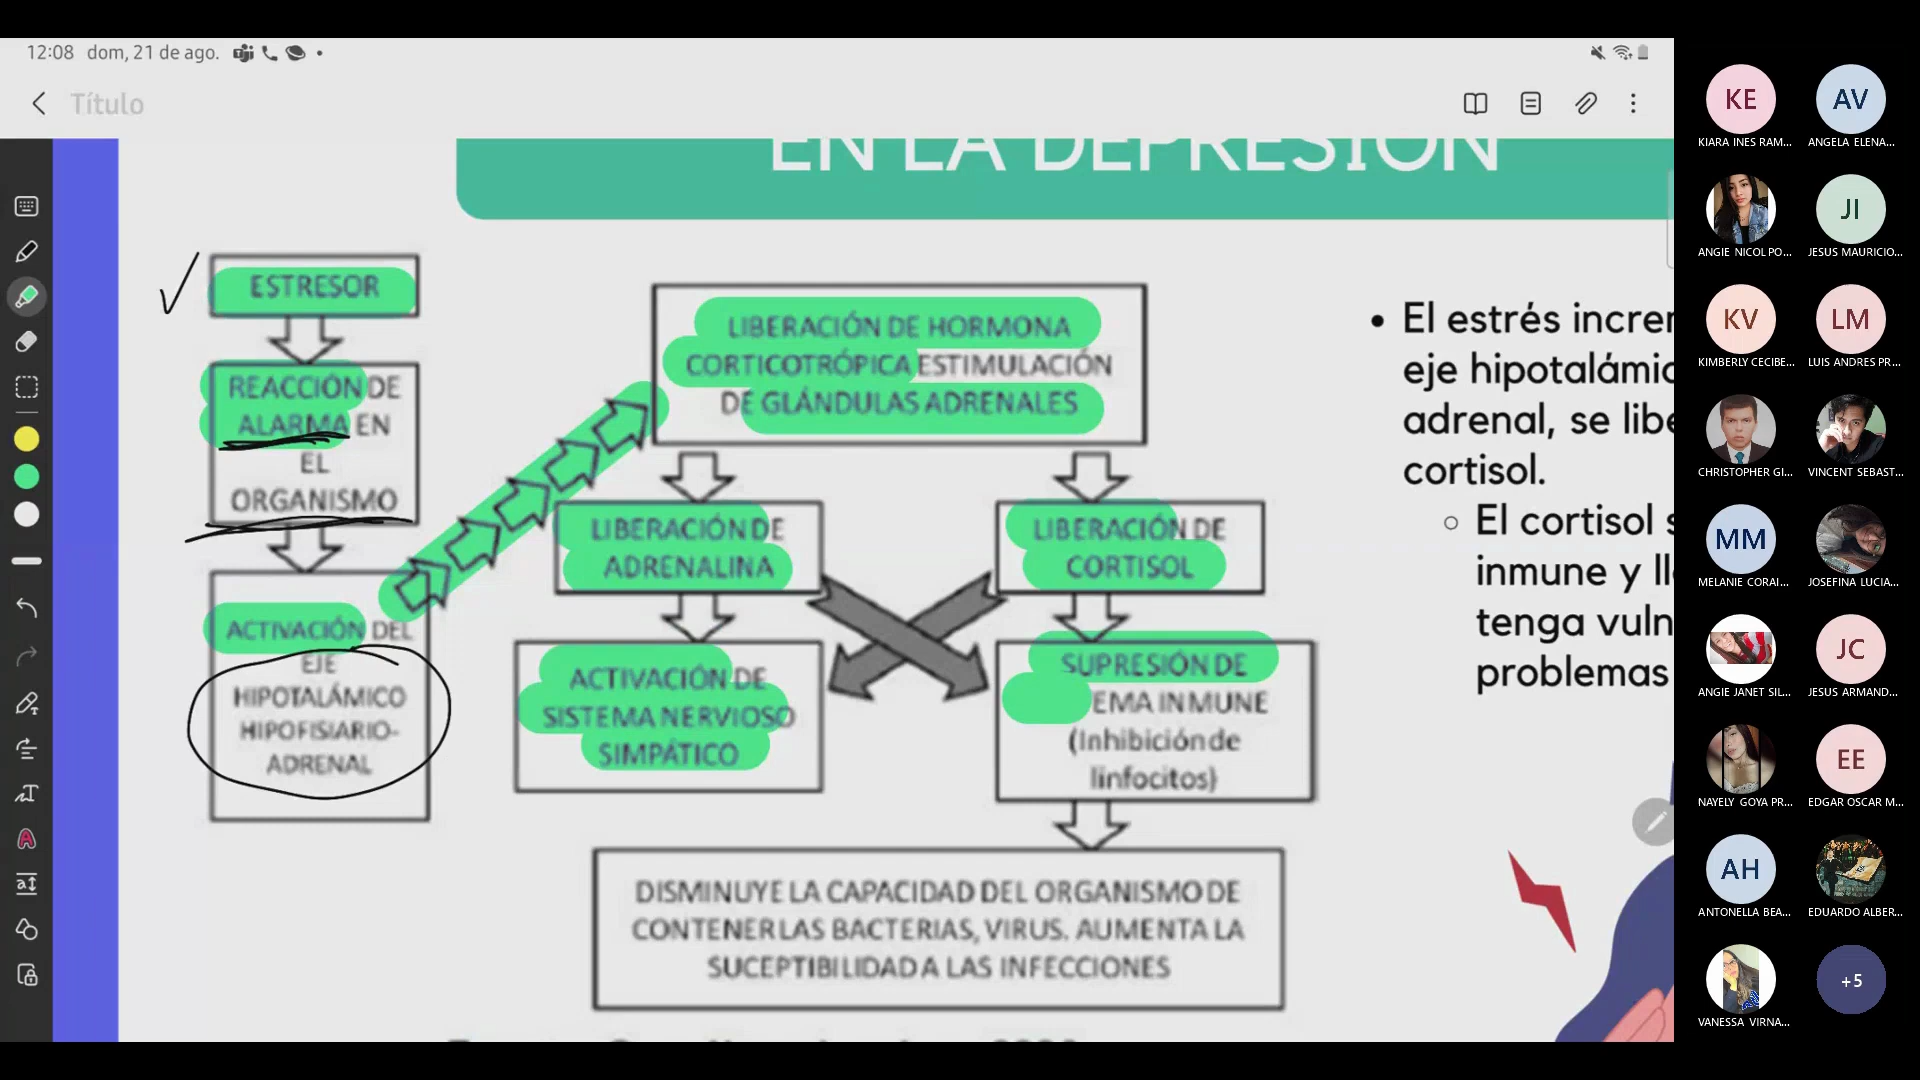 12:08 dom, 21 de ago.
Título
EN LA DEPRESIÓN
ESTRESOR
REACCIÓN DE
ALARMA EN
EL
ORGANISMO
ACTIVACIÓN DEL
EJE
HIPOTALÁMICO
HIPOFISIARIO-
ADRENAL
LIBERACIÓN DE HORMONA
CORTICOTRÓPICA ESTIMULACIÓN
DE GLÁNDULAS ADRENALES
LIBERACIÓN DE
ADRENALINA
LIBERACIÓN DE
CORTISOL
ACTIVACIÓN DE
SISTEMA NERVIOSO
SIMPÁTICO
SUPRESIÓN DE
EMA INMUNE
(Inhibición de
linfocitos)
DISMINUYE LA CAPACIDAD DEL ORGANISMO DE
CONTENER LAS BACTERIAS, VIRUS. AUMENTA LA
SUCEPTIBILIDAD A LAS INFECCIONES
• El estrés increr
eje hipotalámic
adrenal, se libe
cortisol.
○ El cortisol s
inmune y ll
tenga vuln
problemas
KE
KIARA INES RAM...
AV
ANGELA ELENA...
ANGIE NICOL PO...
JI
JESUS MAURICIO...
KV
KIMBERLY CECIBE...
LM
LUIS ANDRES PR...
CHRISTOPHER GI...
VINCENT SEBAST...
MM
MELANIE CORAI...
JOSEFINA LUCIA...
ANGIE JANET SIL...
JC
JESUS ARMAND...
NAYELY GOYA PR...
EE
EDGAR OSCAR M...
AH
ANTONELLA BEA...
EDUARDO ALBER...
VANESSA VIRNA...
+5